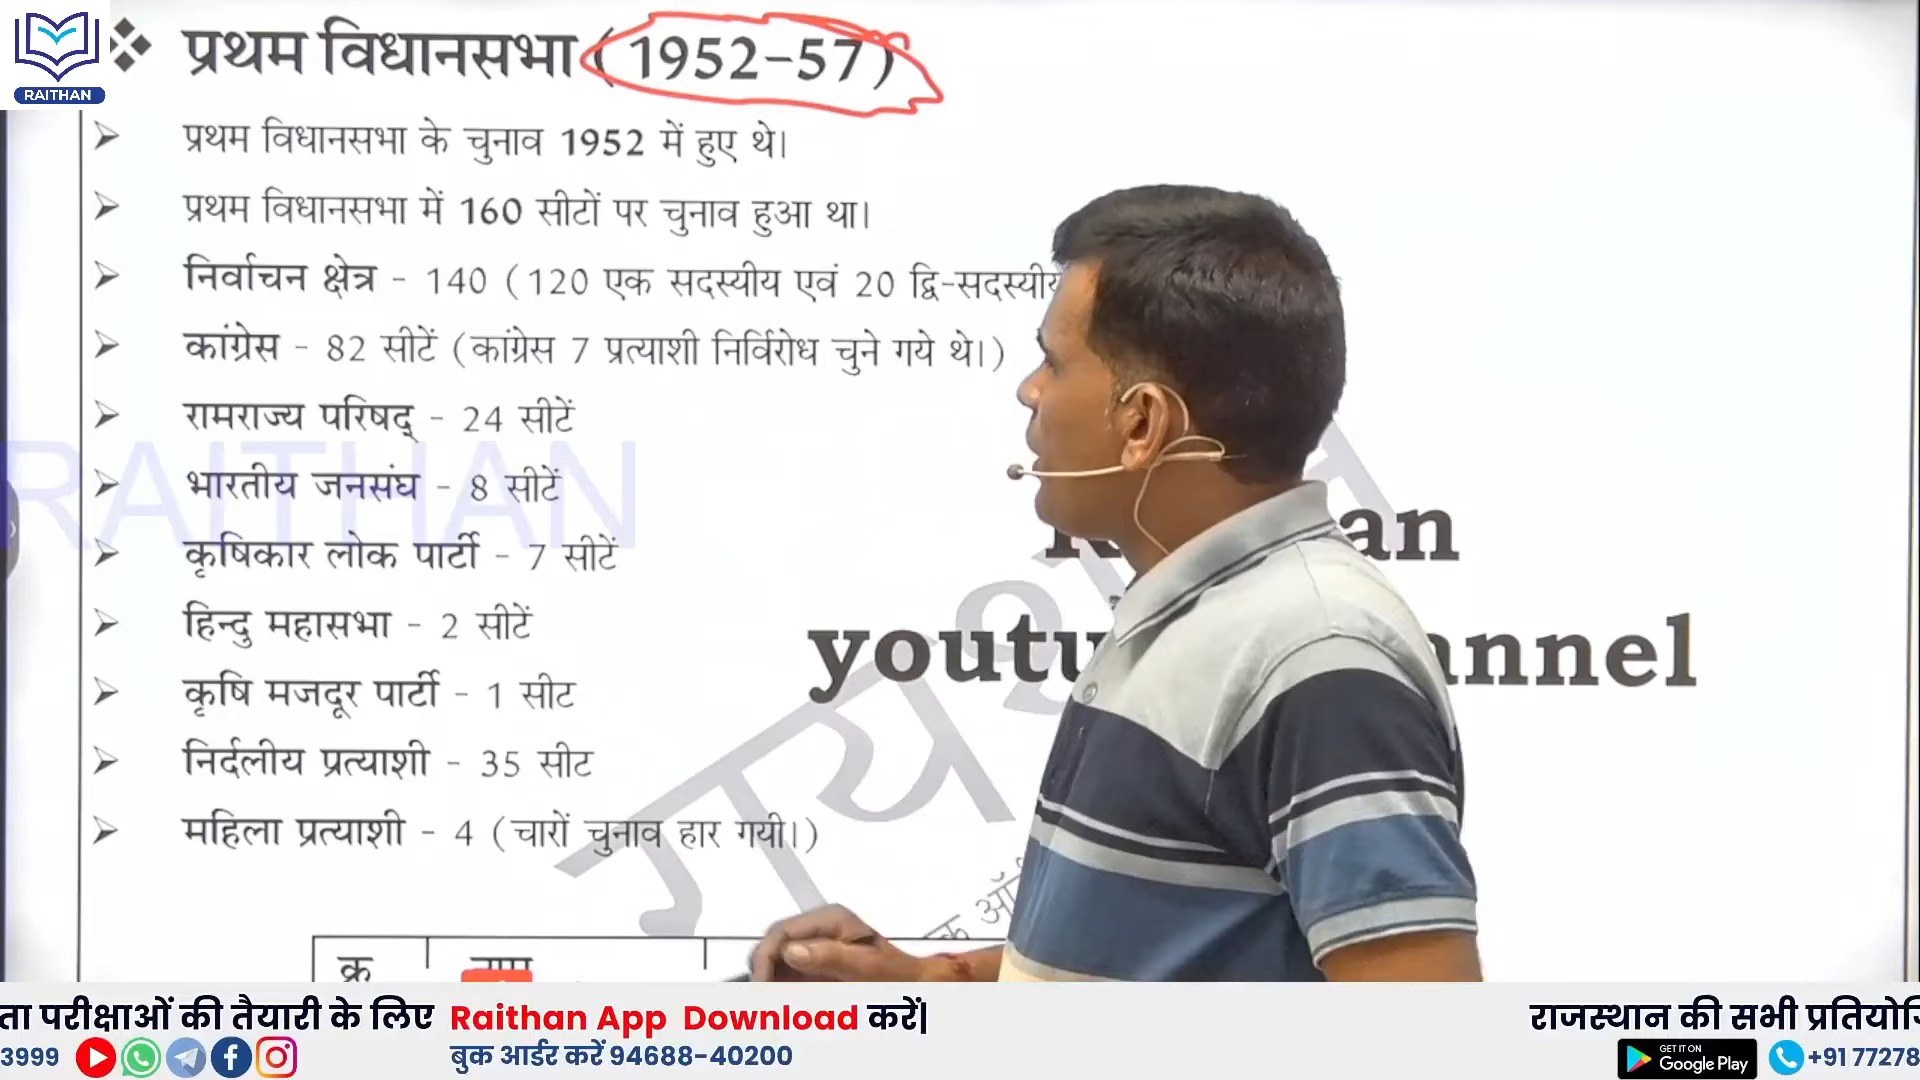 RAITHAN
❖ प्रथम विधानसभा (1952–57)
➢ प्रथम विधानसभा के चुनाव 1952 में हुए थे।
➢ प्रथम विधानसभा में 160 सीटों पर चुनाव हुआ था।
➢ निर्वाचन क्षेत्र - 140 (120 एक सदस्यीय एवं 20 द्वि-सदस्यीय
➢ कांग्रेस - 82 सीटें (कांग्रेस 7 प्रत्याशी निर्विरोध चुने गये थे।)
➢ रामराज्य परिषद् - 24 सीटें
RAITHAN
➢ भारतीय जनसंघ - 8 सीटें
an
➢ कृषिकार लोक पार्टी - 7 सीटें
➢ हिन्दु महासभा - 2 सीटें
youtu annel
➢ कृषि मजदूर पार्टी - 1 सीट
➢ निर्दलीय प्रत्याशी - 35 सीट
➢ महिला प्रत्याशी - 4 (चारों चुनाव हार गयी।)
क्र
ता परीक्षाओं की तैयारी के लिए Raithan App Download करें| राजस्थान की सभी प्रतियोगि
3999 बुक आर्डर करें 94688-40200 GET IT ON Google Play +91 77278